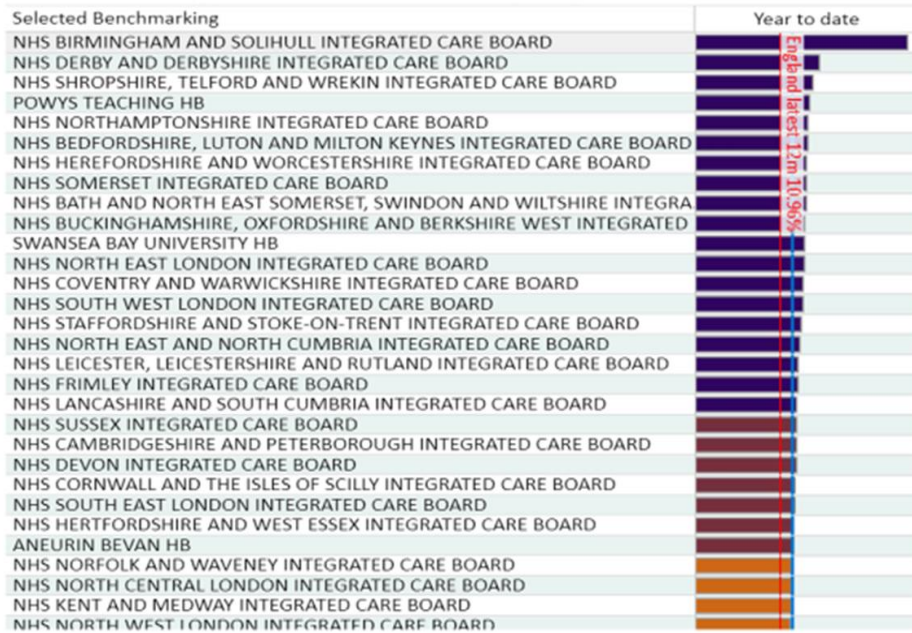 Selected Benchmarking Year to date
NHS BIRMINGHAM AND SOLIHULL INTEGRATED CARE BOARD
NHS DERBY AND DERBYSHIRE INTEGRATED CARE BOARD
NHS SHROPSHIRE, TELFORD AND WREKIN INTEGRATED CARE BOARD
POWYS TEACHING HB
NHS NORTHAMPTONSHIRE INTEGRATED CARE BOARD
NHS BEDFORDSHIRE, LUTON AND MILTON KEYNES INTEGRATED CARE BOARD
NHS HEREFORDSHIRE AND WORCESTERSHIRE INTEGRATED CARE BOARD
NHS SOMERSET INTEGRATED CARE BOARD
NHS BATH AND NORTH EAST SOMERSET, SWINDON AND WILTSHIRE INTEGRA
NHS BUCKINGHAMSHIRE, OXFORDSHIRE AND BERKSHIRE WEST INTEGRATED
SWANSEA BAY UNIVERSITY HB
NHS NORTH EAST LONDON INTEGRATED CARE BOARD
NHS COVENTRY AND WARWICKSHIRE INTEGRATED CARE BOARD
NHS SOUTH WEST LONDON INTEGRATED CARE BOARD
NHS STAFFORDSHIRE AND STOKE-ON-TRENT INTEGRATED CARE BOARD
NHS NORTH EAST AND NORTH CUMBRIA INTEGRATED CARE BOARD
NHS LEICESTER, LEICESTERSHIRE AND RUTLAND INTEGRATED CARE BOARD
NHS FRIMLEY INTEGRATED CARE BOARD
NHS LANCASHIRE AND SOUTH CUMBRIA INTEGRATED CARE BOARD
NHS SUSSEX INTEGRATED CARE BOARD
NHS CAMBRIDGESHIRE AND PETERBOROUGH INTEGRATED CARE BOARD
NHS DEVON INTEGRATED CARE BOARD
NHS CORNWALL AND THE ISLES OF SCILLY INTEGRATED CARE BOARD
NHS SOUTH EAST LONDON INTEGRATED CARE BOARD
NHS HERTFORDSHIRE AND WEST ESSEX INTEGRATED CARE BOARD
ANEURIN BEVAN HB
NHS NORFOLK AND WAVENEY INTEGRATED CARE BOARD
NHS NORTH CENTRAL LONDON INTEGRATED CARE BOARD
NHS KENT AND MEDWAY INTEGRATED CARE BOARD
NHS NORTH WEST LONDON INTEGRATED CARE BOARD
England latest 12m 10.96%